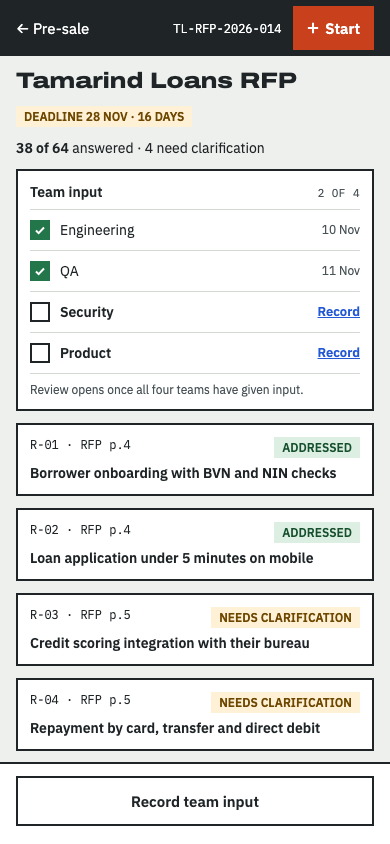 ← Pre-sale
TL-RFP-2026-014
+ Start
Tamarind Loans RFP
DEADLINE 28 NOV · 16 DAYS
38 of 64 answered · 4 need clarification
Team input
2 OF 4
Engineering
10 Nov
QA
11 Nov
Security
Record
Product
Record
Review opens once all four teams have given input.
R-01 · RFP p.4
ADDRESSED
Borrower onboarding with BVN and NIN checks
R-02 · RFP p.4
ADDRESSED
Loan application under 5 minutes on mobile
R-03 · RFP p.5
NEEDS CLARIFICATION
Credit scoring integration with their bureau
R-04 · RFP p.5
NEEDS CLARIFICATION
Repayment by card, transfer and direct debit
Record team input